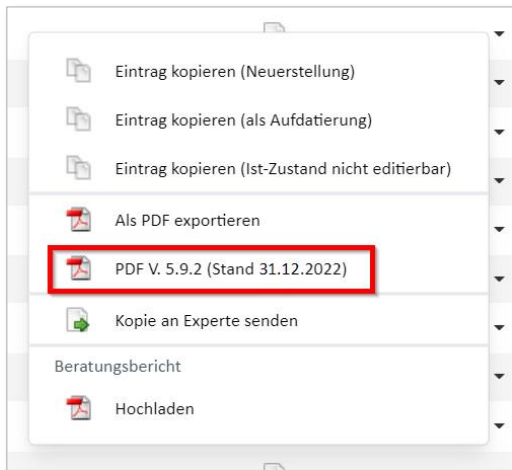 Eintrag kopieren (Neuerstellung)
Eintrag kopieren (als Aufdatierung)
Eintrag kopieren (Ist-Zustand nicht editierbar)
Als PDF exportieren
PDF V. 5.9.2 (Stand 31.12.2022)
Kopie an Experte senden
Beratungsbericht
Hochladen